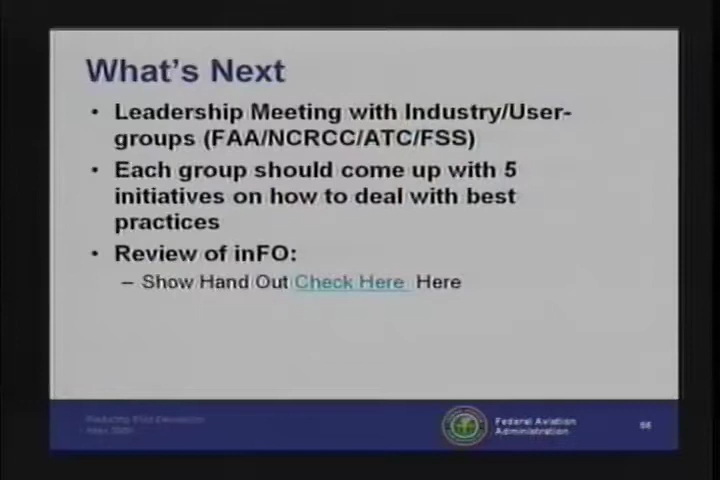 What's Next
• Leadership Meeting with Industry/User-
groups (FAA/NCRCC/ATC/FSS)
• Each group should come up with 5
initiatives on how to deal with best
practices
• Review of inFO:
– Show Hand Out Check Here Here
Federal Aviation
Administration